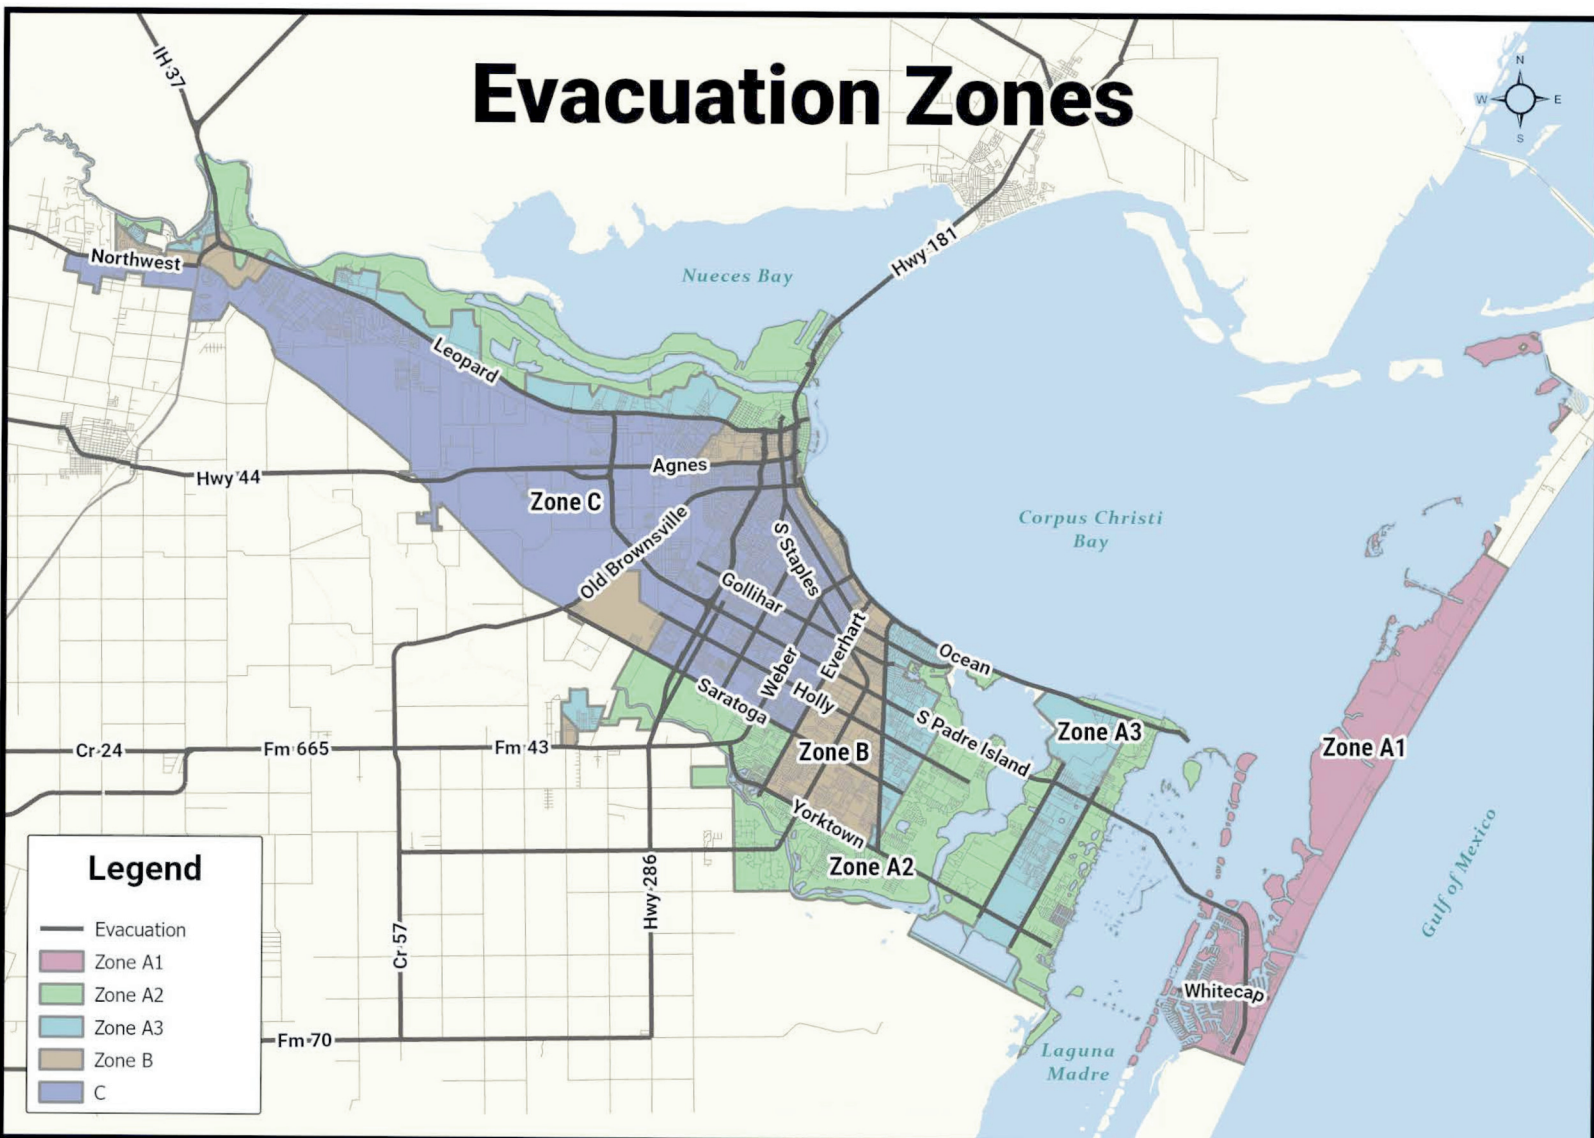 Evacuation Zones
N
W
E
S
IH 37
Northwest
Nueces Bay
Hwy 181
Leopard
Hwy 44
Agnes
Zone C
Old Brownsville
S Staples
Gollihar
Corpus Christi
Bay
Everhart
Weber
Ocean
Holly
Saratoga
S Padre Island
Zone A3
Zone A1
Cr 24
Fm 665
Fm 43
Zone B
Yorktown
Zone A2
Hwy 286
Cr 57
Gulf of Mexico
Whitecap
Fm 70
Laguna
Madre
Legend
Evacuation
Zone A1
Zone A2
Zone A3
Zone B
C